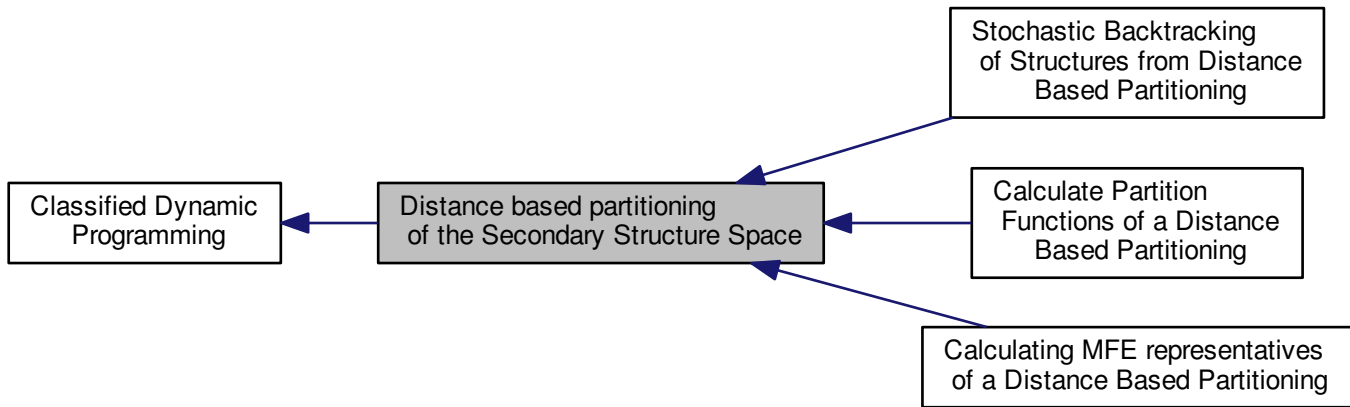 Stochastic Backtracking
of Structures from Distance
Based Partitioning
Classified Dynamic
Programming
Distance based partitioning
of the Secondary Structure Space
Calculate Partition
Functions of a Distance
Based Partitioning
Calculating MFE representatives
of a Distance Based Partitioning